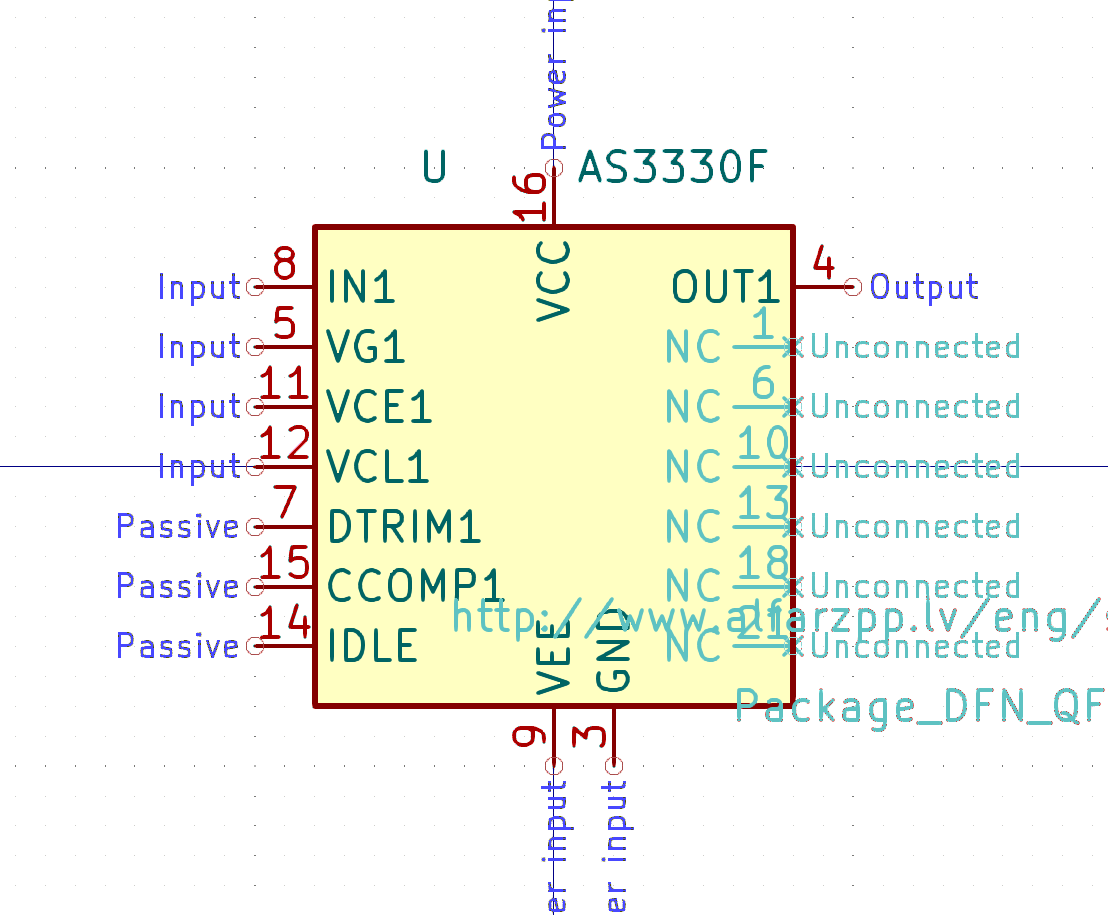 Power inp
U AS3330F
16
VCC
8 IN1 Input
5 VG1 Input
11 VCE1 Input
12 VCL1 Input
7 DTRIM1 Passive
15 CCOMP1 Passive
14 IDLE Passive
OUT1 4 Output
NC 1 Unconnected
NC 6 Unconnected
NC 10 Unconnected
NC 13 Unconnected
NC 18 Unconnected
http://www.alfarzpp.lv/eng/s
NC 21 Unconnected
VEE
GND
Package_DFN_QF
9
3
er input
er input